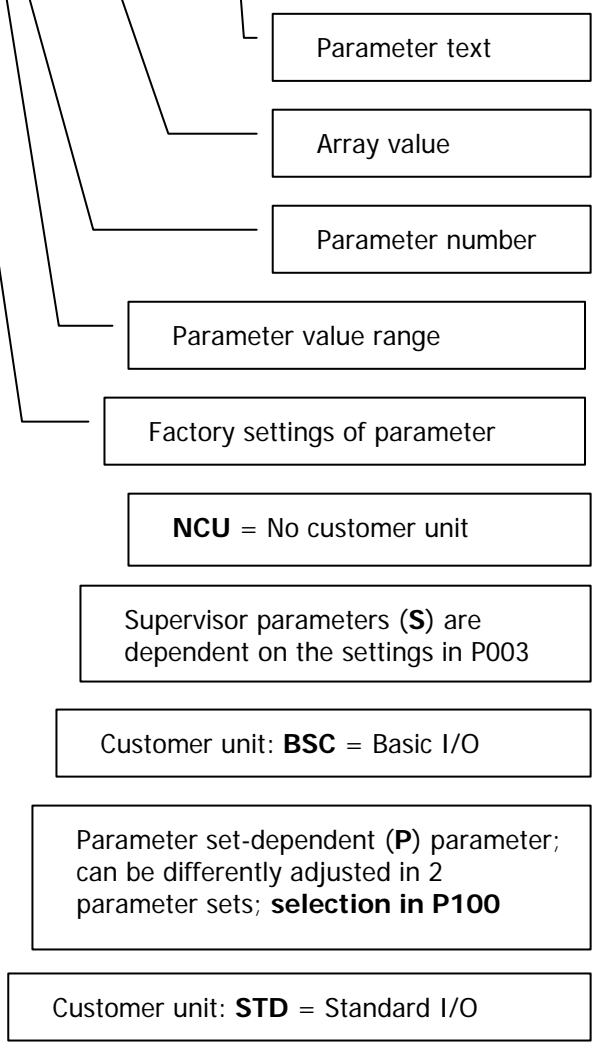 Parameter text
Array value
Parameter number
Parameter value range
Factory settings of parameter
NCU = No customer unit
Supervisor parameters (S) are
dependent on the settings in P003
Customer unit: BSC = Basic I/O
Parameter set-dependent (P) parameter;
can be differently adjusted in 2
parameter sets; selection in P100
Customer unit: STD = Standard I/O